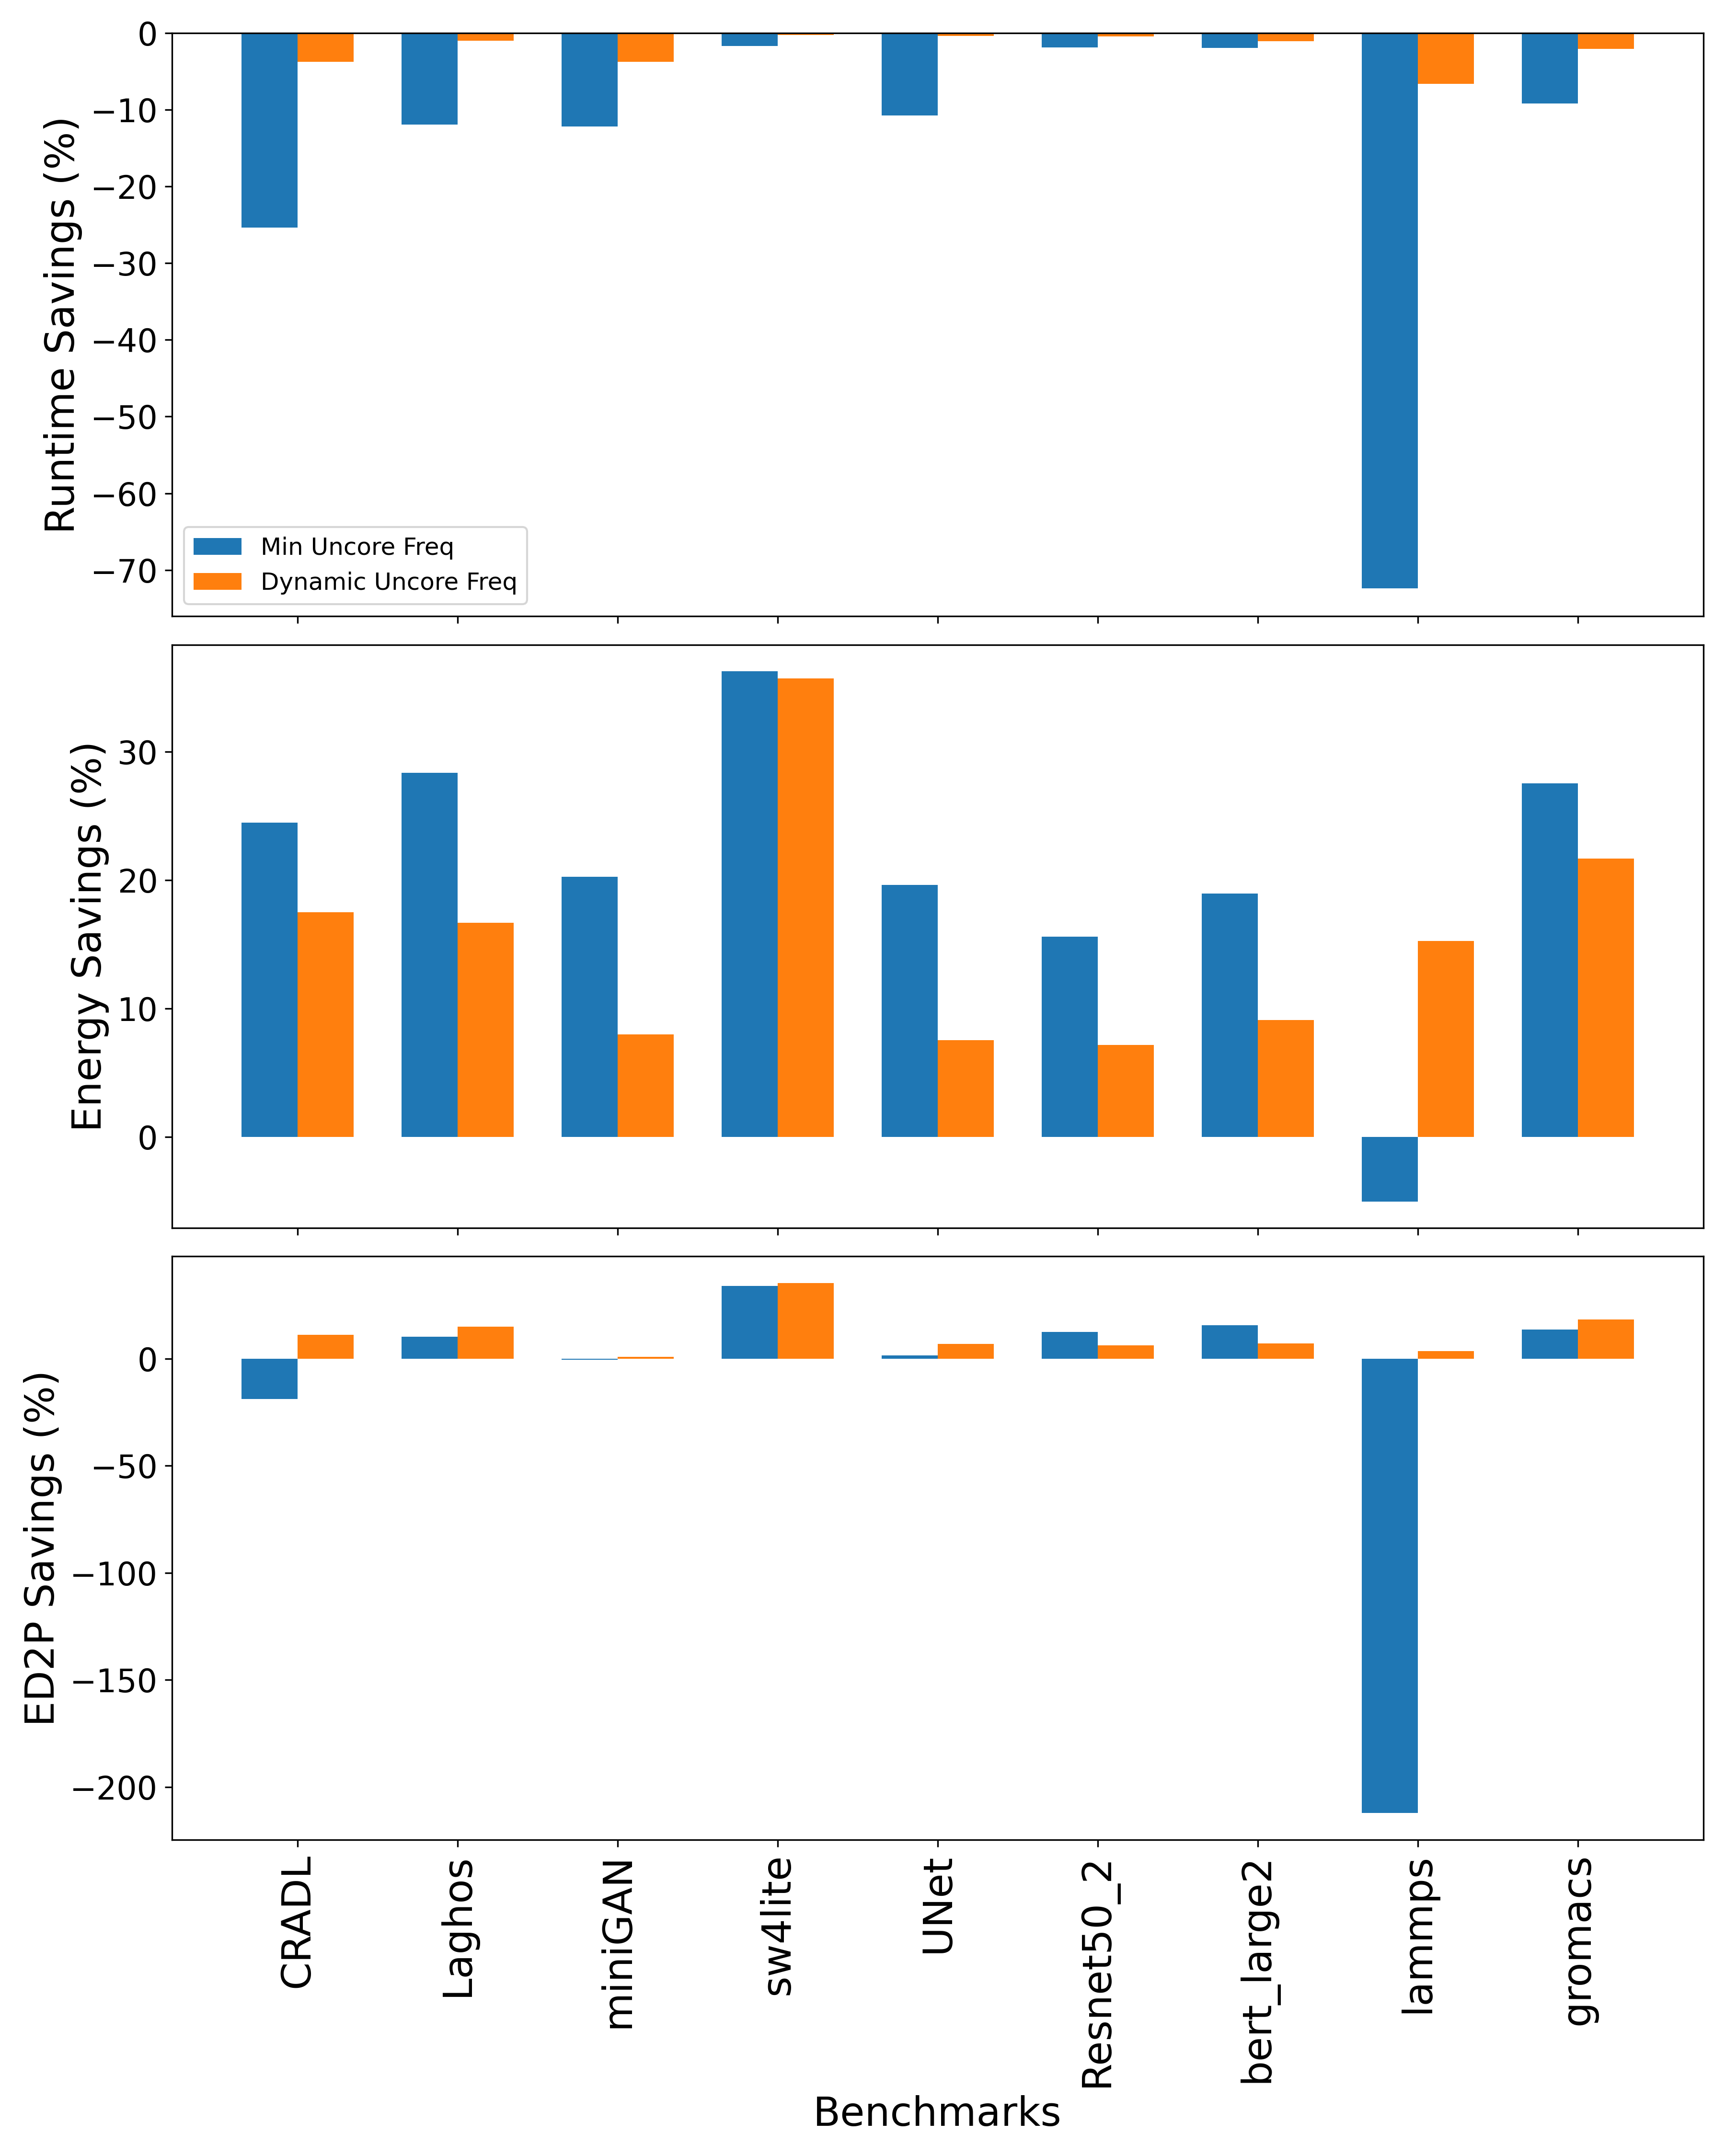 Runtime Savings (%)
0
−10
−20
−30
−40
−50
−60
−70
Min Uncore Freq
Dynamic Uncore Freq
Energy Savings (%)
30
20
10
0
ED2P Savings (%)
0
−50
−100
−150
−200
CRADL
Laghos
miniGAN
sw4lite
UNet
Resnet50_2
bert_large2
lammps
gromacs
Benchmarks